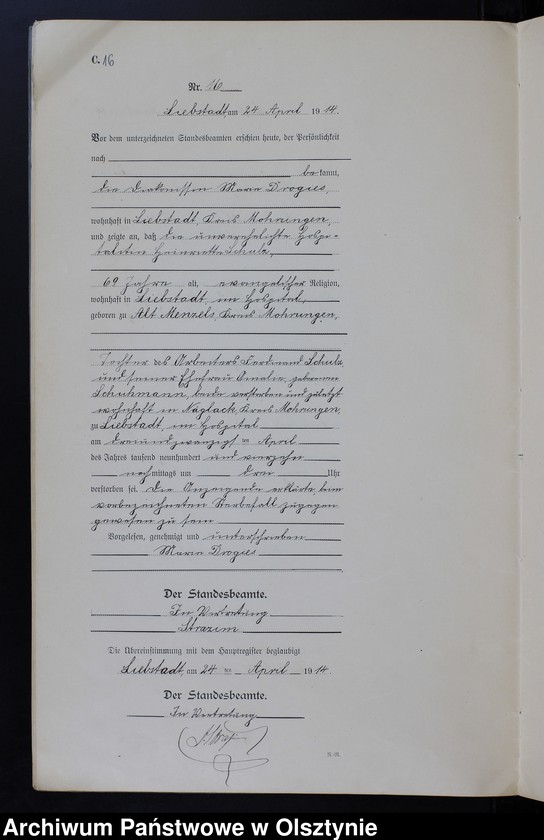 C. 16
Nr. 16
Liebstadt, am 24 April 1914.
Vor dem unterzeichneten Standesbeamten erschien heute, der Persönlichkeit
nach
bekannt,
die Diakonissin Maria Drogies,
wohnhaft in Liebstadt, Kreis Mohrungen,
und zeigte an, daß die unverehelichte Hospi-
talitin Henriette Schulz,
69 Jahre alt, evangelischer Religion,
wohnhaft in Liebstadt, im Hospital,
geboren zu Alt Menzels, Kreis Mohrungen,
Tochter des Arbeiters Ferdinand Schulz
und seiner Ehefrau Amalie, geborenen
Schuhmann, beide verstorben und zuletzt
wohnhaft in Naglack, Kreis Mohrungen,
zu Liebstadt, im Hospital
am dreiundzwanzigsten April
des Jahres tausend neunhundert und vierzehn
nachmittags um drei Uhr
verstorben sei. Die Anzeigende erklärte, beim
vorbezeichneten Sterbefall zugegen
gewesen zu sein
Vorgelesen, genehmigt und unterschrieben
Maria Drogies
Der Standesbeamte.
In Vertretung
Strazim
Die Übereinstimmung mit dem Hauptregister beglaubigt
Liebstadt, am 24 ten April 1914.
Der Standesbeamte.
In Vertretung
Archiwum Państwowe w Olsztynie